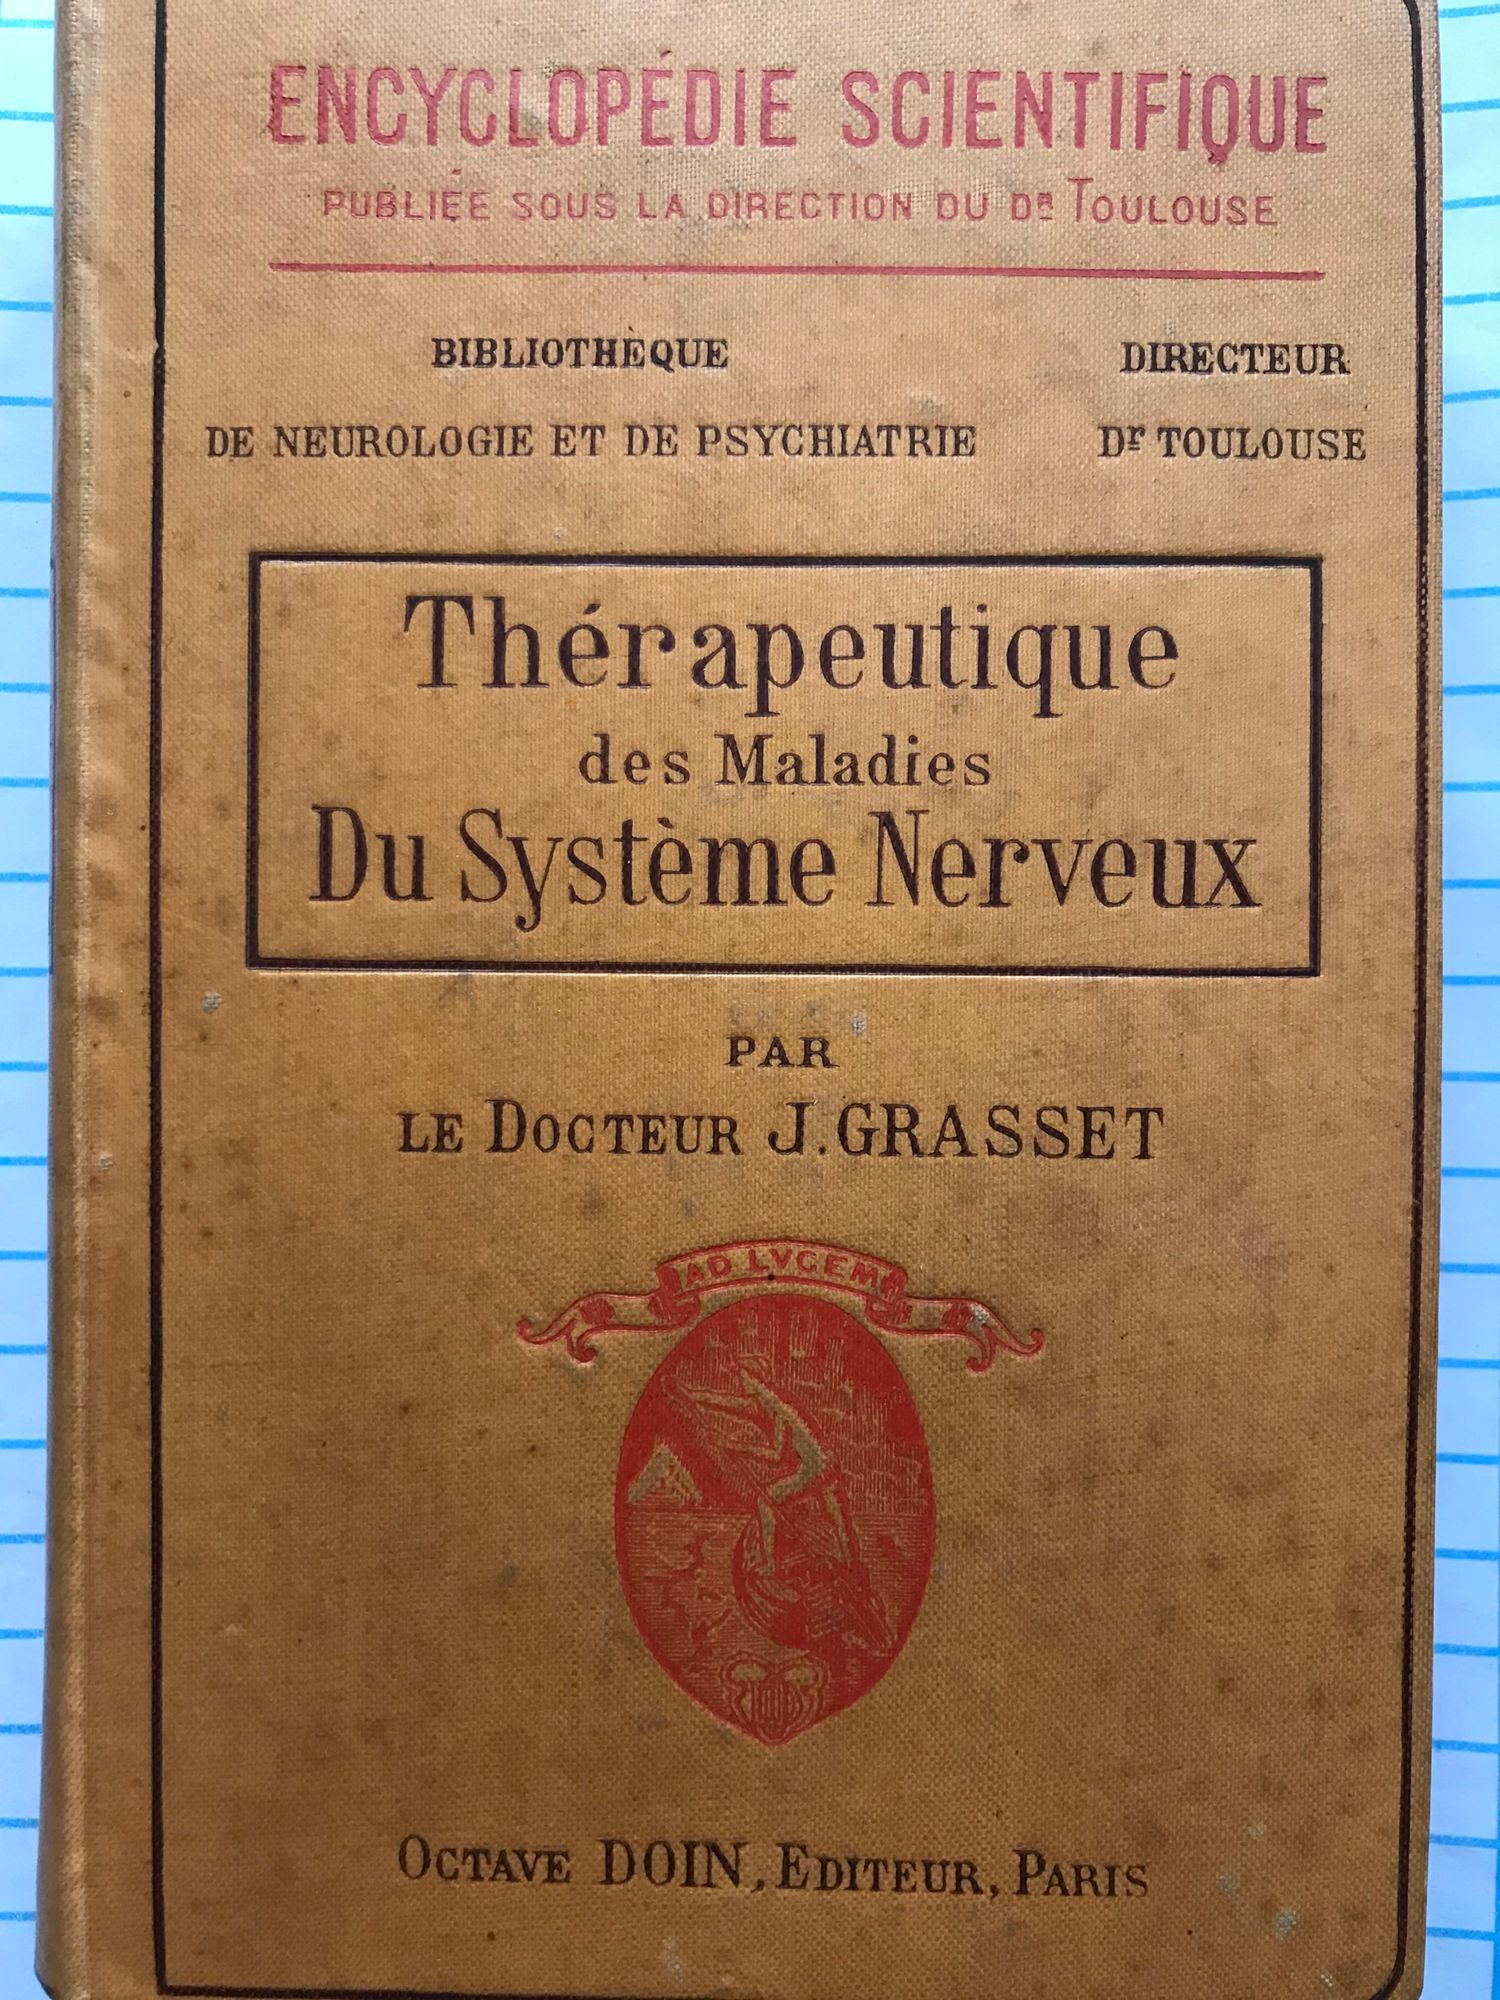 ENCYCLOPÉDIE SCIENTIFIQUE
PUBLIÉE SOUS LA DIRECTION DU DR TOULOUSE
BIBLIOTHÈQUE
DE NEUROLOGIE ET DE PSYCHIATRIE
DIRECTEUR
Dr TOULOUSE
Thérapeutique
des Maladies
Du Système Nerveux
PAR
LE DOCTEUR J. GRASSET
AD LVCEM
OCTAVE DOIN, EDITEUR, PARIS